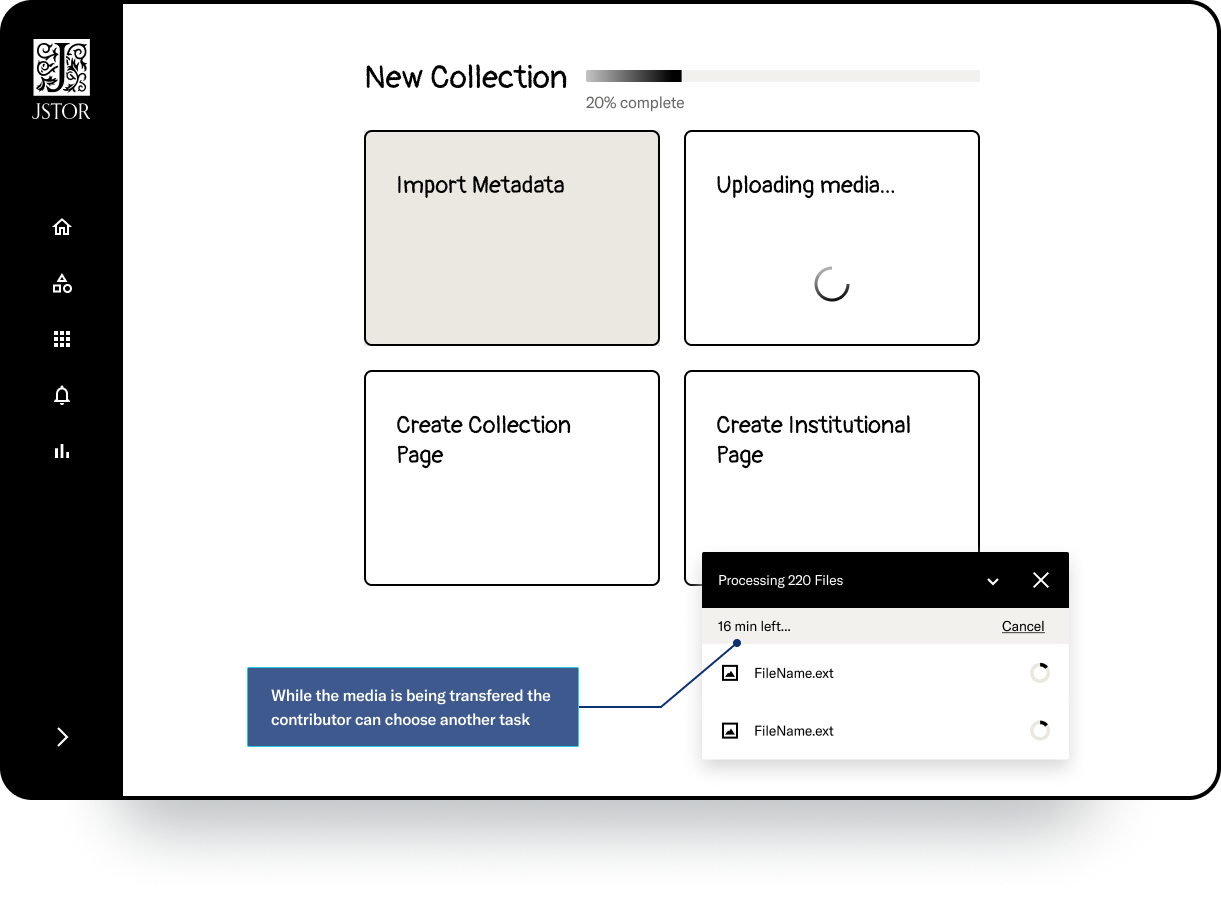 JSTOR
New Collection
20% complete
Import Metadata
Uploading media...
Create Collection
Page
Create Institutional
Page
Processing 220 Files
16 min left...
Cancel
FileName.ext
FileName.ext
While the media is being transfered the
contributor can choose another task